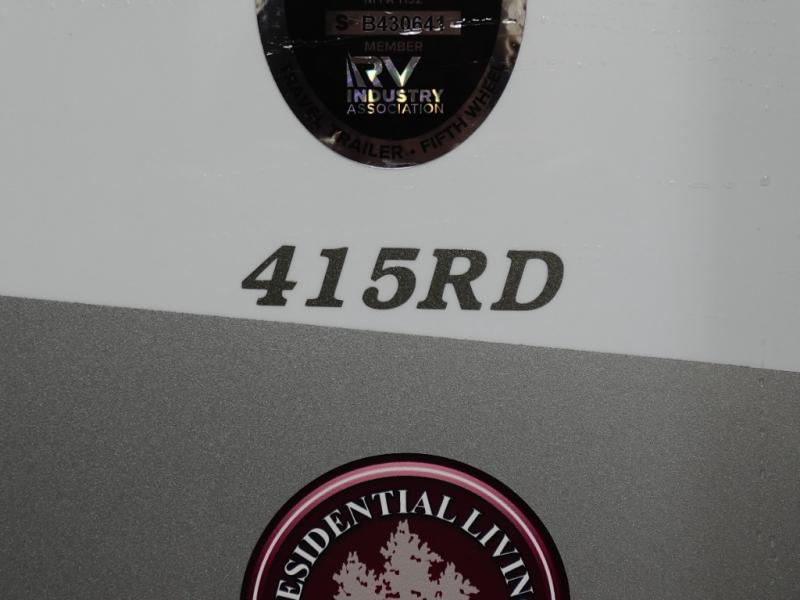 S-B430641
MEMBER
RV
INDUSTRY
ASSOCIATION
TRAVEL TRAILER • FIFTH WHEEL
415RD
ESIDENTIAL LIVIN